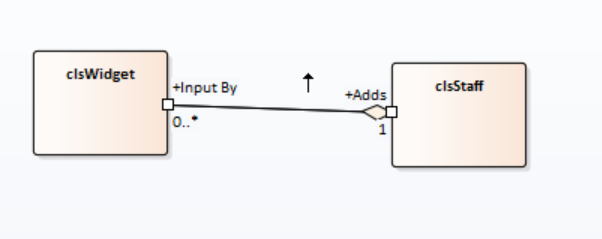 clsWidget
+Input By
0..*
+Adds
1
clsStaff